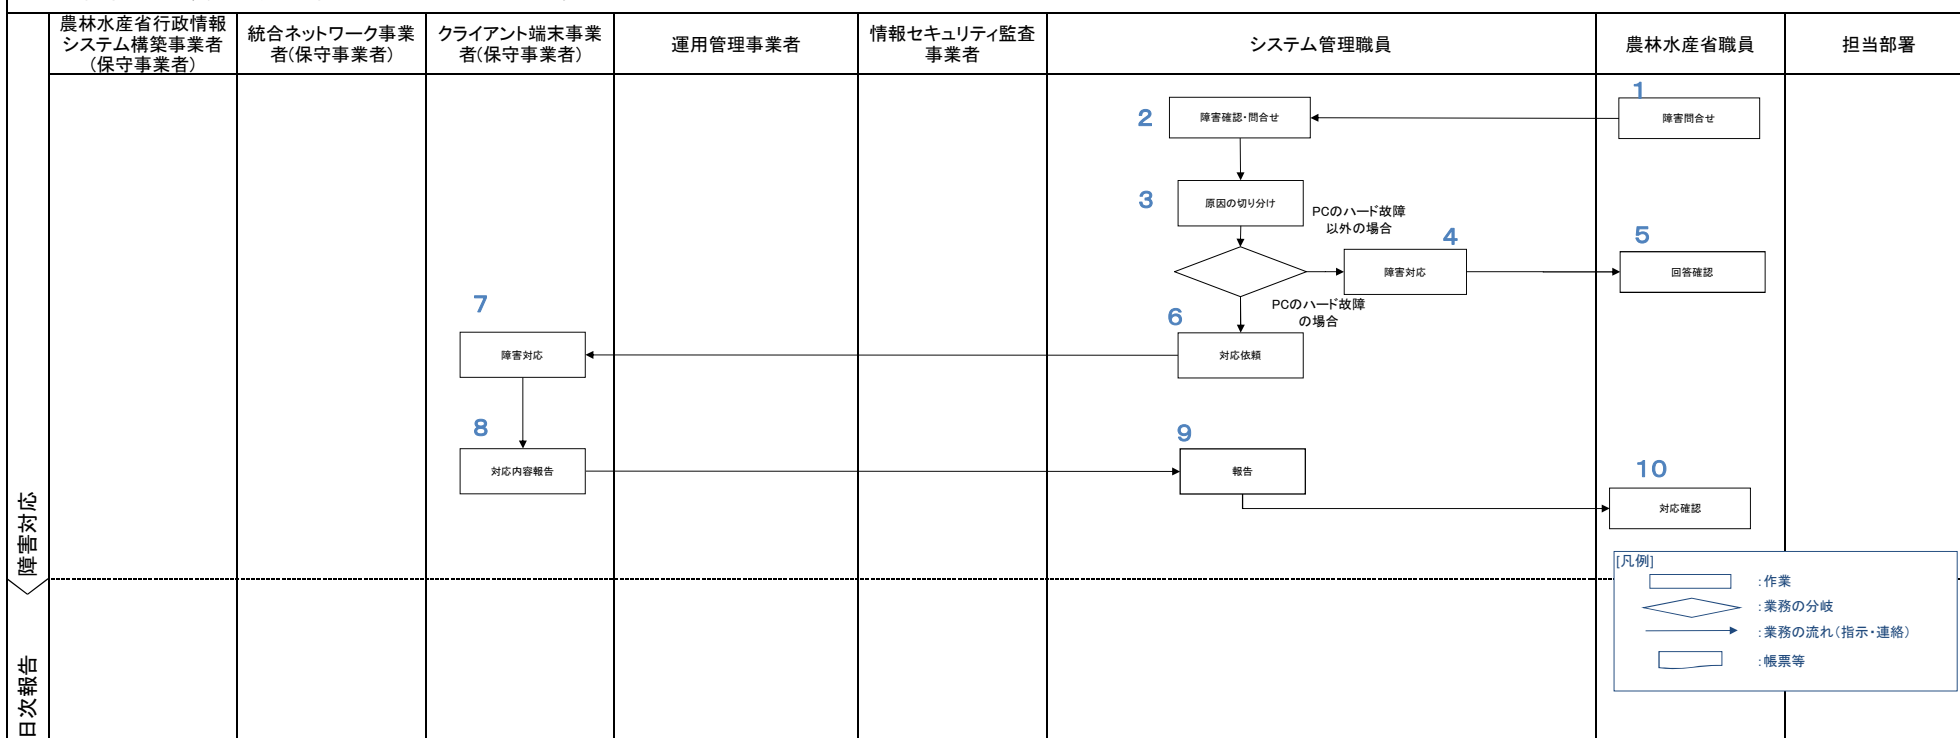 農林水産省行政情報
システム構築事業者
(保守事業者)
統合ネットワーク事業
者(保守事業者)
クライアント端末事業
者(保守事業者)
運用管理事業者
情報セキュリティ監査
事業者
システム管理職員
農林水産省職員
担当部署
1
障害問合せ
2
障害確認・問合せ
3
原因の切り分け
PCのハード故障
以外の場合
4
障害対応
5
回答確認
PCのハード故障
の場合
6
対応依頼
7
障害対応
8
対応内容報告
9
報告
10
対応確認
障害対応
[凡例]
:作業
:業務の分岐
:業務の流れ(指示・連絡)
:帳票等
日次報告